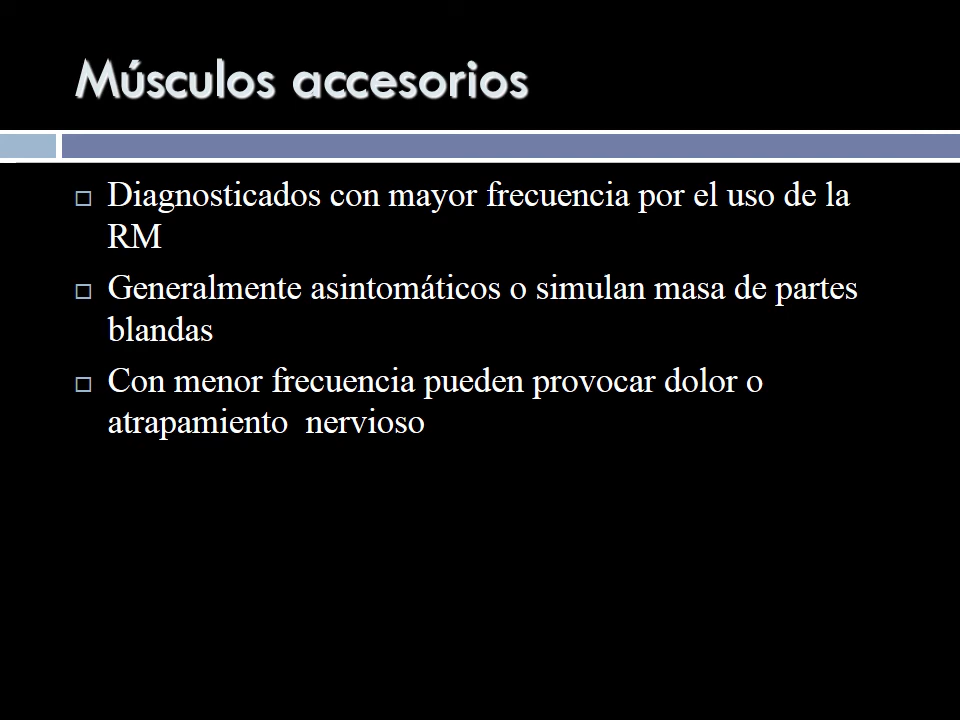 Músculos accesorios
Diagnosticados con mayor frecuencia por el uso de la
RM
Generalmente asintomáticos o simulan masa de partes
blandas
Con menor frecuencia pueden provocar dolor o
atrapamiento  nervioso